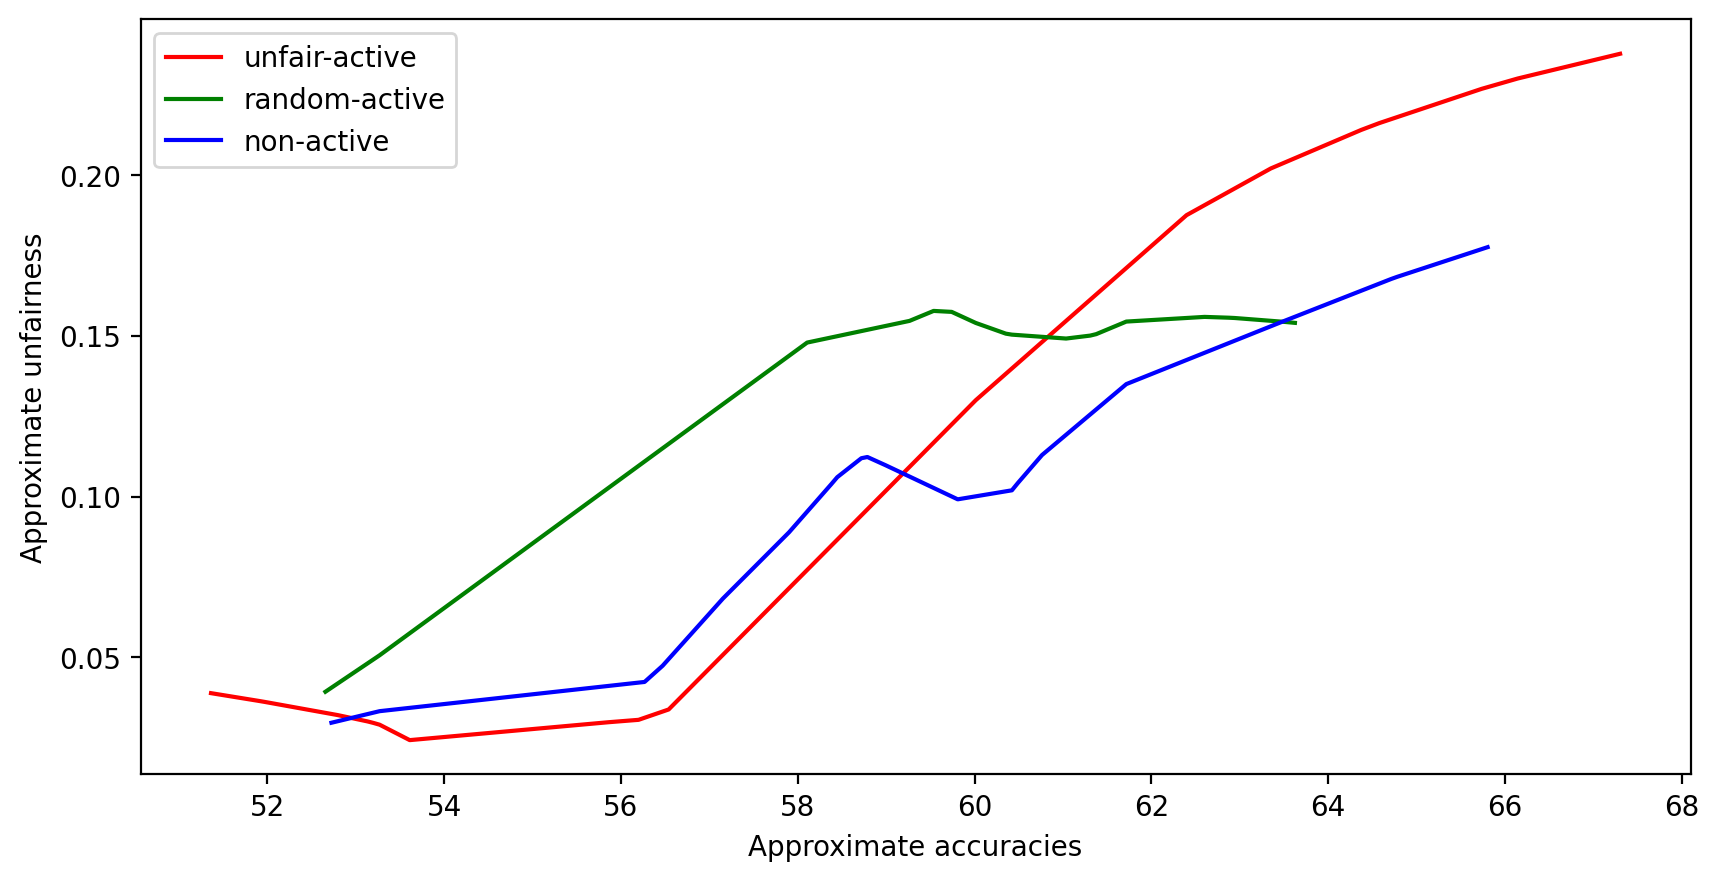 unfair-active
random-active
non-active
Approximate unfairness
0.20
0.15
0.10
0.05
52 54 56 58 60 62 64 66 68
Approximate accuracies